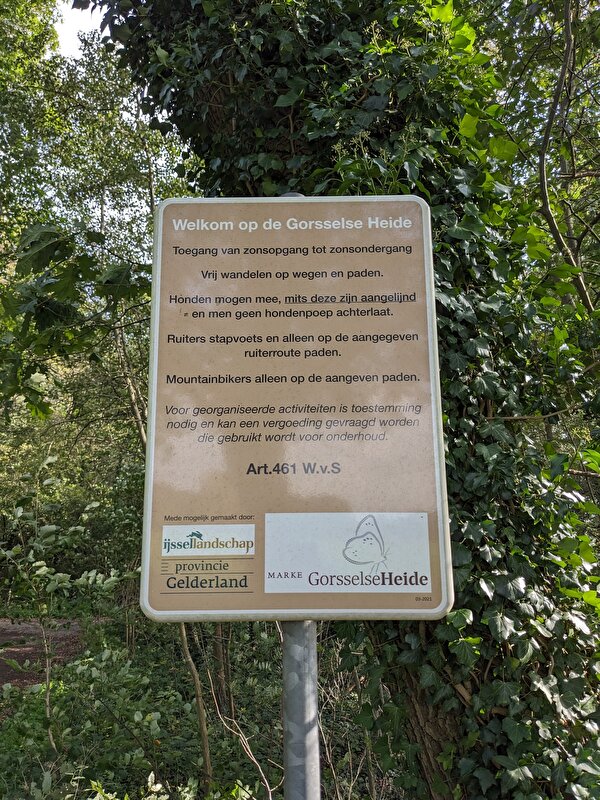 Welkom op de Gorsselse Heide
Toegang van zonsopgang tot zonsondergang
Vrij wandelen op wegen en paden.
Honden mogen mee, mits deze zijn aangelijnd
en men geen hondenpoep achterlaat.
Ruiters stapvoets en alleen op de aangegeven
ruiterroute paden.
Mountainbikers alleen op de aangeven paden.
Voor georganiseerde activiteiten is toestemming
nodig en kan een vergoeding gevraagd worden
die gebruikt wordt voor onderhoud.
Art.461 W.v.S
Mede mogelijk gemaakt door:
ijssellandschap
provincie
Gelderland
MARKE GorsselseHeide
03-2021